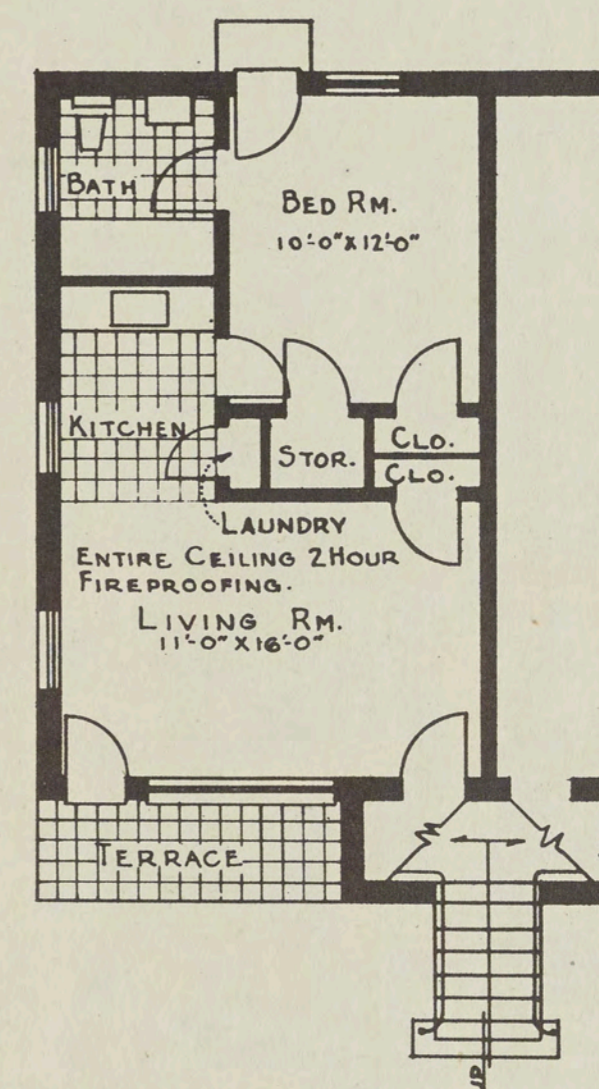 BATH
BED RM.
10'-0" X 12'-0"
KITCHEN
STOR.
CLO.
CLO.
LAUNDRY
ENTIRE CEILING 2 HOUR
FIREPROOFING.
LIVING RM.
11'-0" X 16'-0"
TERRACE
UP